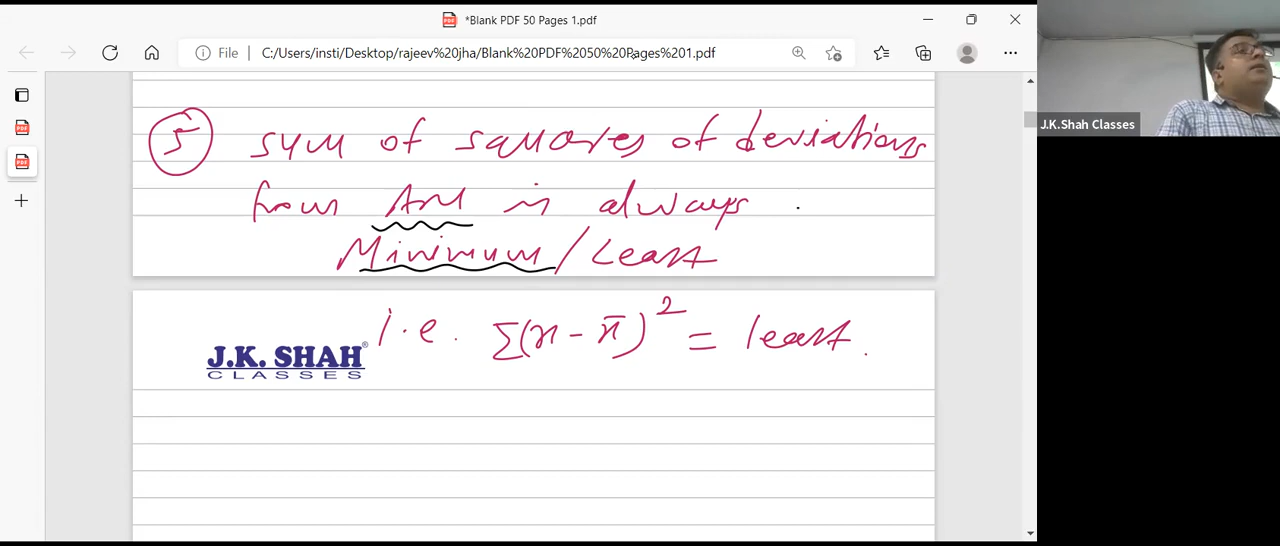 *Blank PDF 50 Pages 1.pdf
File C:/Users/insti/Desktop/rajeev%20jha/Blank%20PDF%2050%20Pages%201.pdf
J.K.Shah Classes
5 sum of squares of deviations
from AM is always
Minimum/Least
i.e. Σ(x - x̄)² = least.
J.K. SHAH®
CLASSES